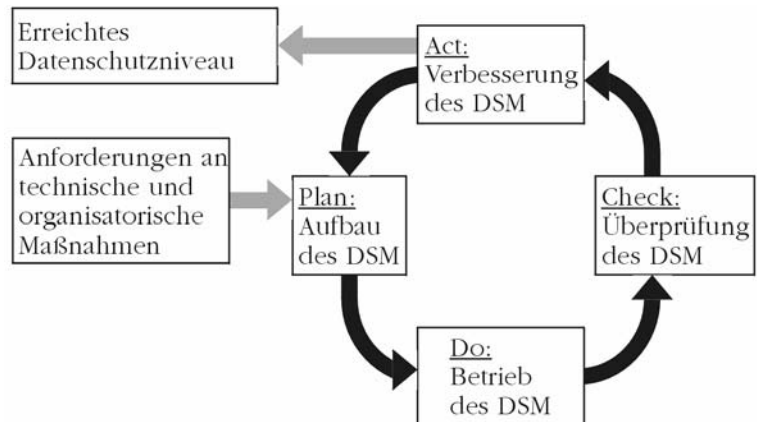 Erreichtes
Datenschutzniveau
Act:
Verbesserung
des DSM
Anforderungen an
technische und
organisatorische
Maßnahmen
Plan:
Aufbau
des DSM
Check:
Überprüfung
des DSM
Do:
Betrieb
des DSM